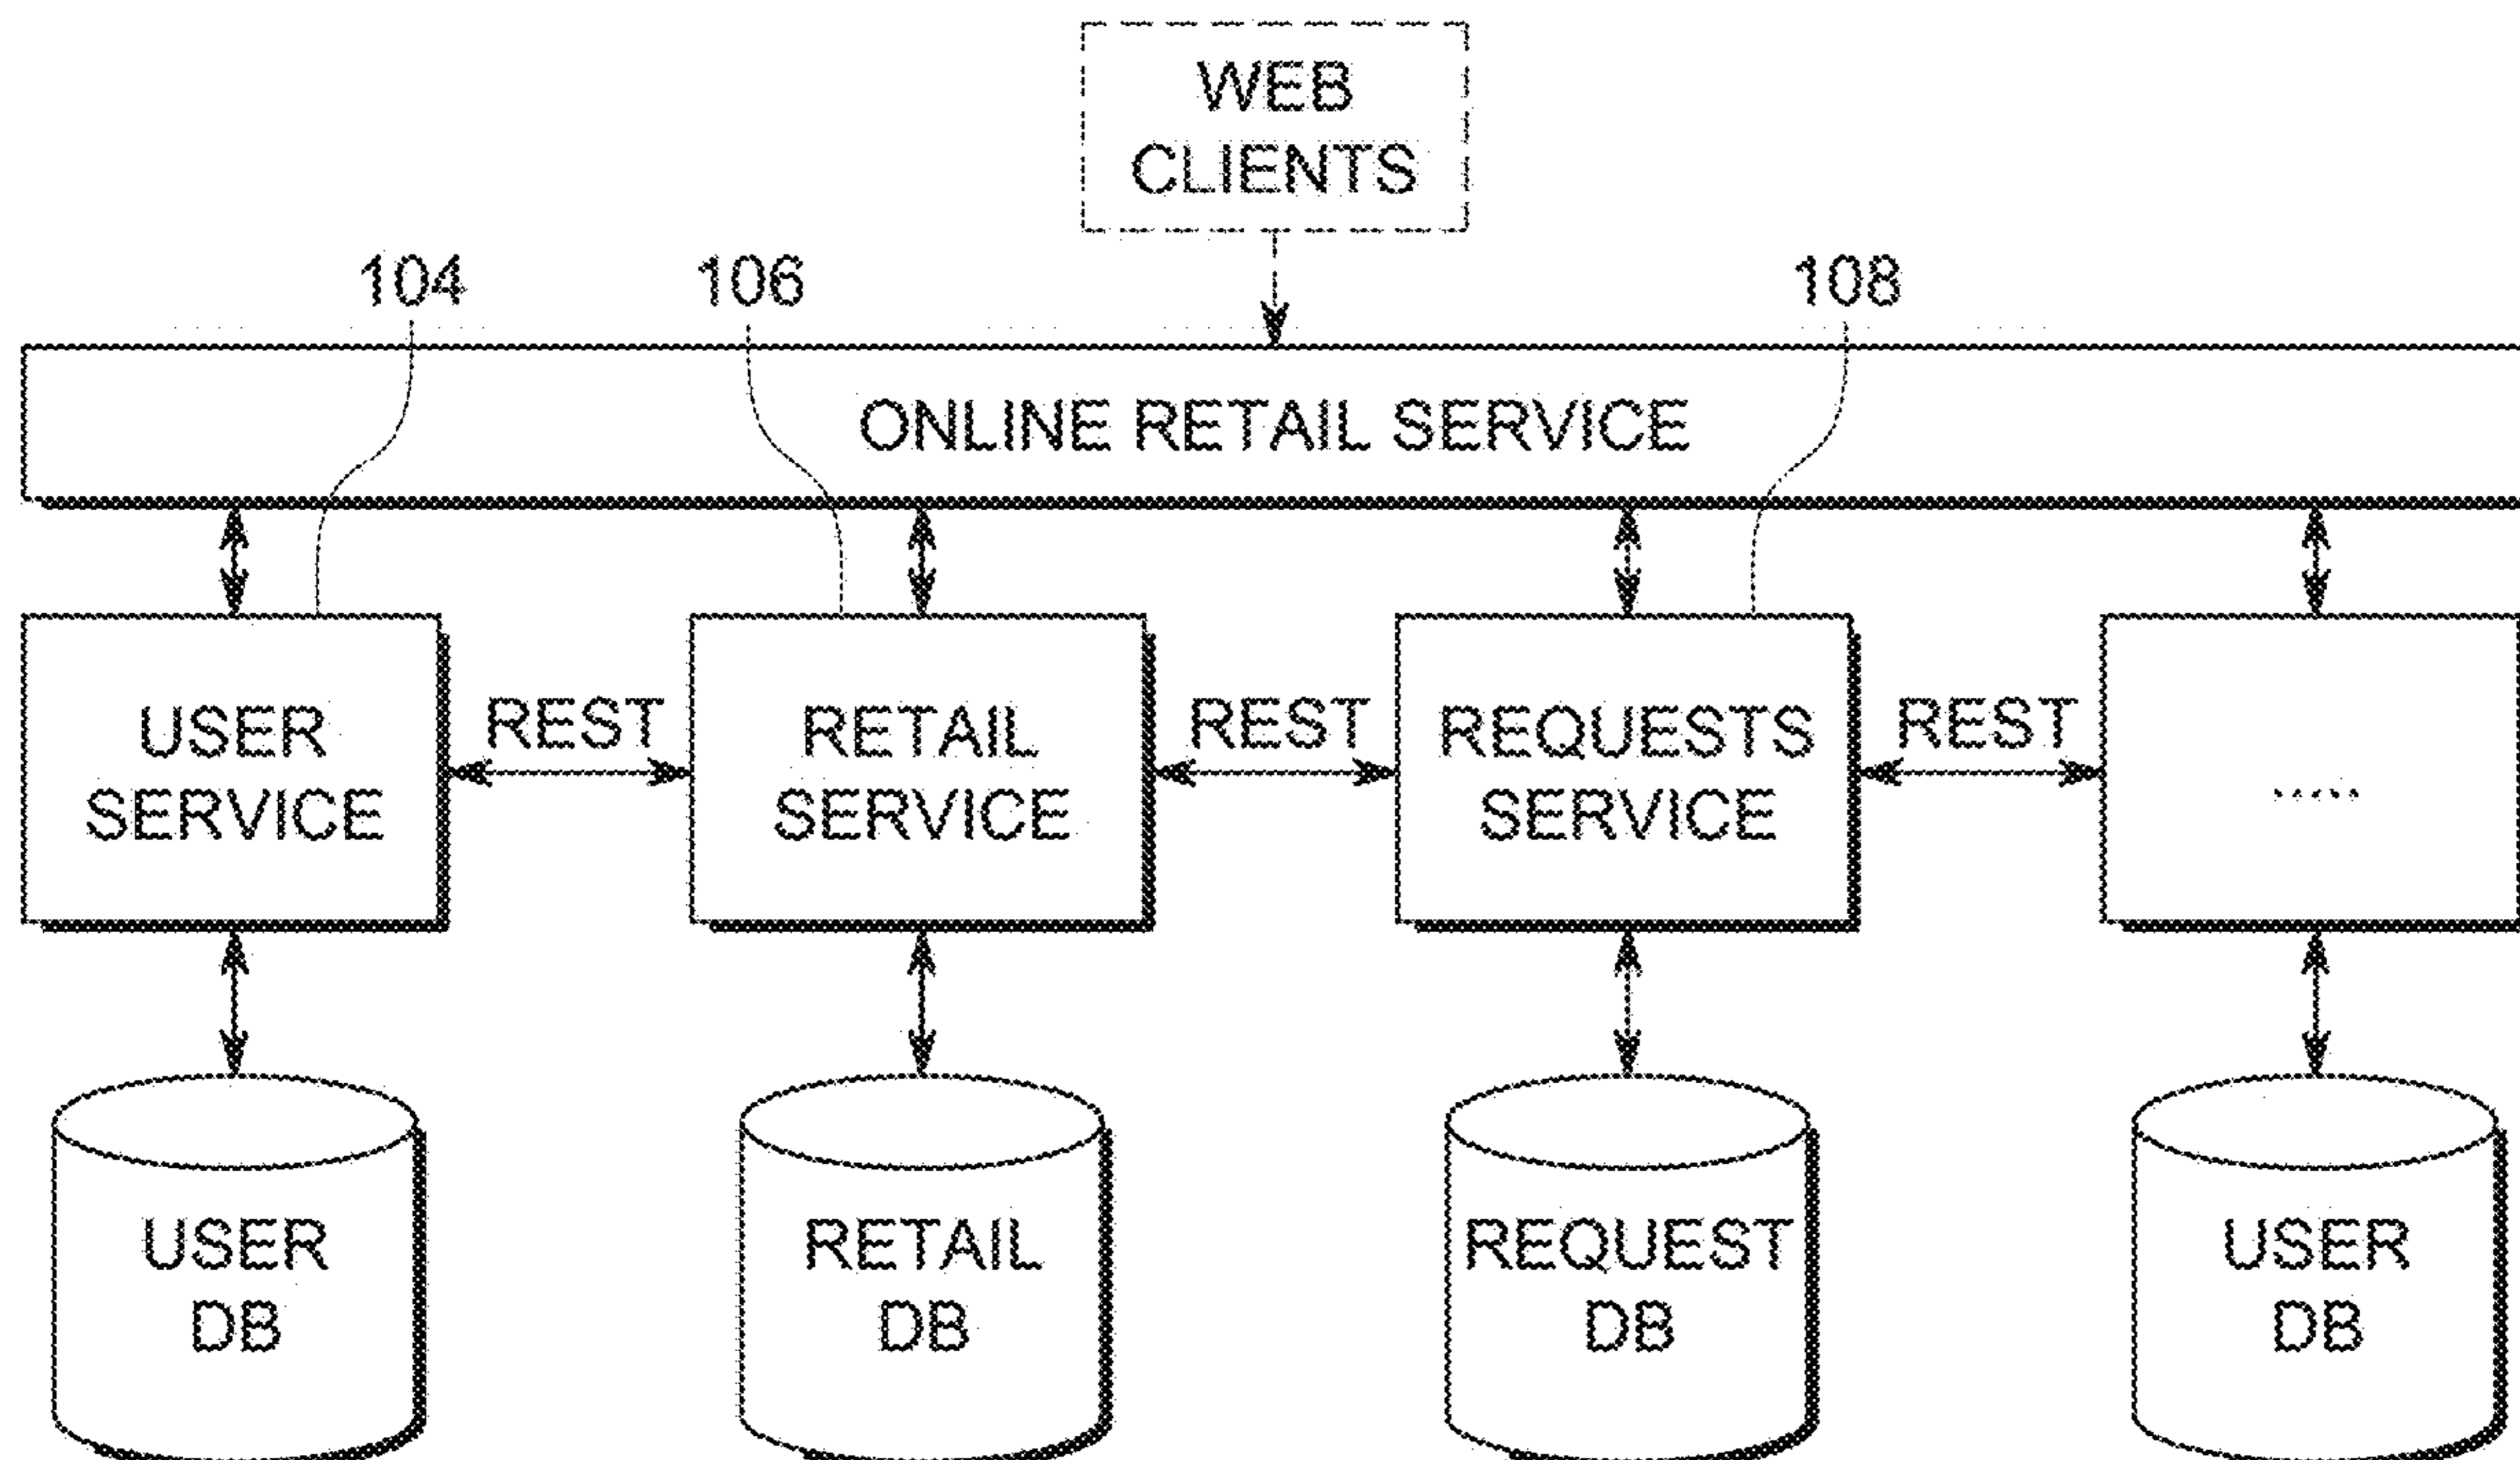 WEB
CLIENTS
104
106
108
ONLINE RETAIL SERVICE
USER
SERVICE
REST
RETAIL
SERVICE
REST
REQUESTS
SERVICE
REST
.....
USER
DB
RETAIL
DB
REQUEST
DB
USER
DB